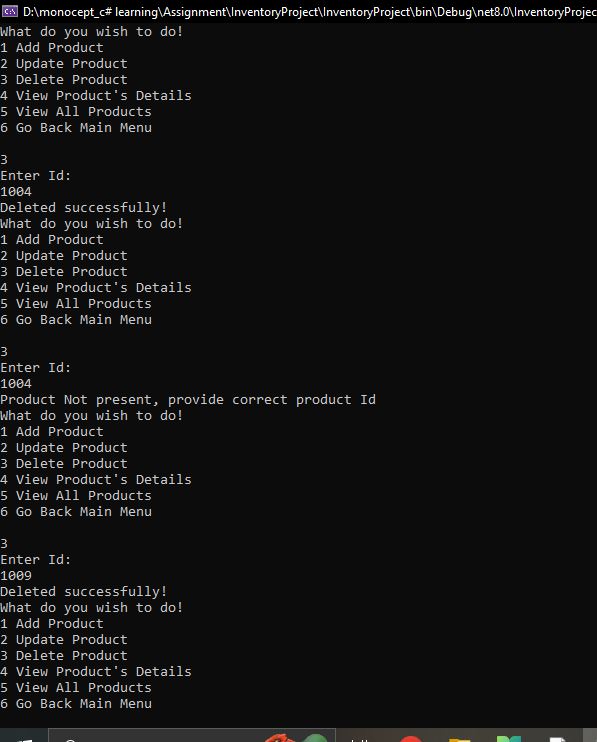 D:\monocept_c# learning\Assignment\InventoryProject\InventoryProject\bin\Debug\net8.0\InventoryProjec
What do you wish to do!
1 Add Product
2 Update Product
3 Delete Product
4 View Product's Details
5 View All Products
6 Go Back Main Menu
3
Enter Id:
1004
Deleted successfully!
What do you wish to do!
1 Add Product
2 Update Product
3 Delete Product
4 View Product's Details
5 View All Products
6 Go Back Main Menu
3
Enter Id:
1004
Product Not present, provide correct product Id
What do you wish to do!
1 Add Product
2 Update Product
3 Delete Product
4 View Product's Details
5 View All Products
6 Go Back Main Menu
3
Enter Id:
1009
Deleted successfully!
What do you wish to do!
1 Add Product
2 Update Product
3 Delete Product
4 View Product's Details
5 View All Products
6 Go Back Main Menu